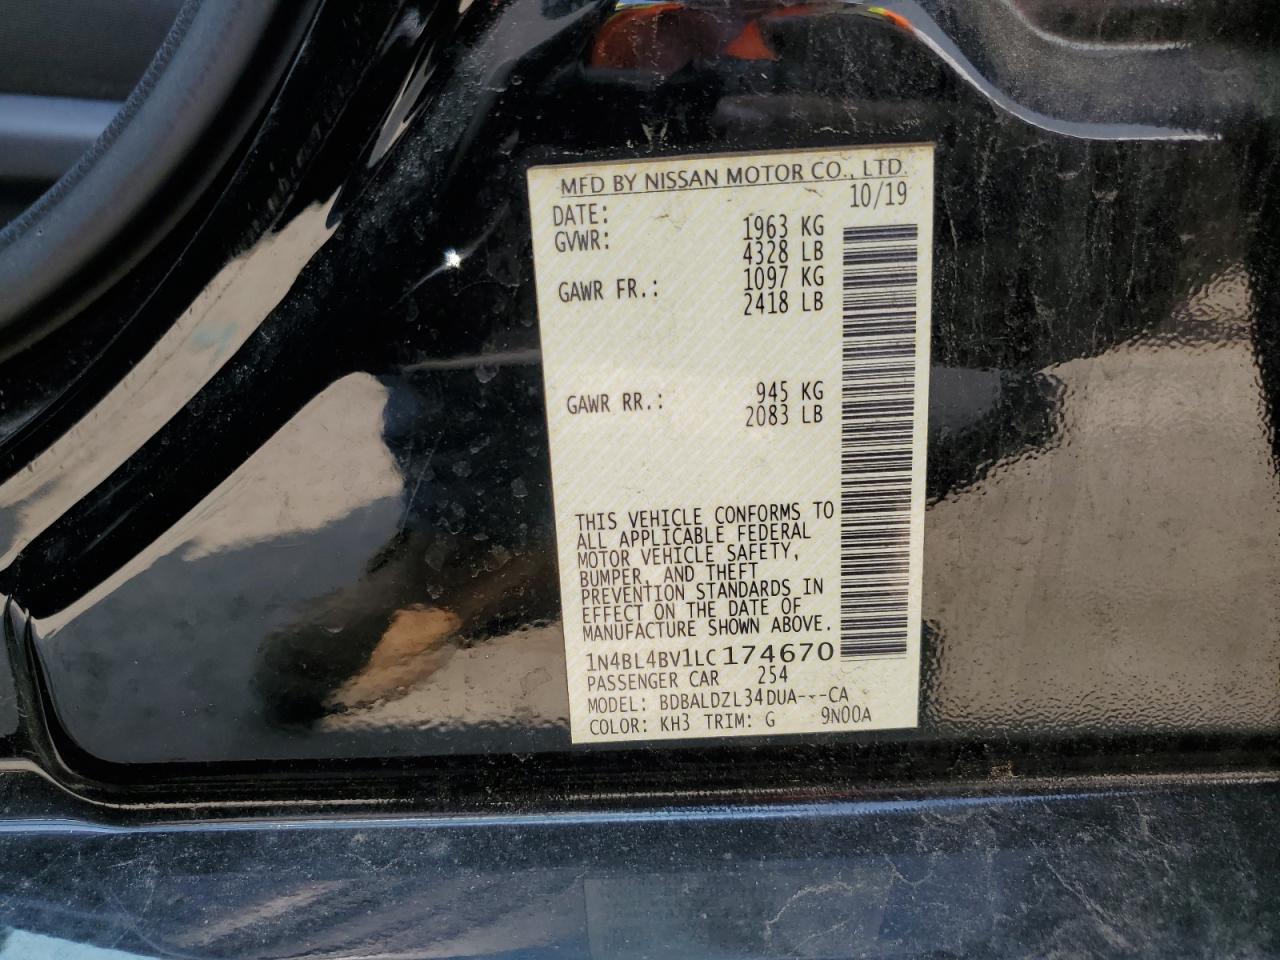 MFD BY NISSAN MOTOR CO., LTD.
DATE: 10/19
GVWR: 1963 KG
4328 LB
GAWR FR.: 1097 KG
2418 LB
GAWR RR.: 945 KG
2083 LB
THIS VEHICLE CONFORMS TO
ALL APPLICABLE FEDERAL
MOTOR VEHICLE SAFETY,
BUMPER, AND THEFT
PREVENTION STANDARDS IN
EFFECT ON THE DATE OF
MANUFACTURE SHOWN ABOVE.
1N4BL4BV1LC174670
PASSENGER CAR 254
MODEL: BDBALDZL34DUA---CA
COLOR: KH3 TRIM: G 9N00A